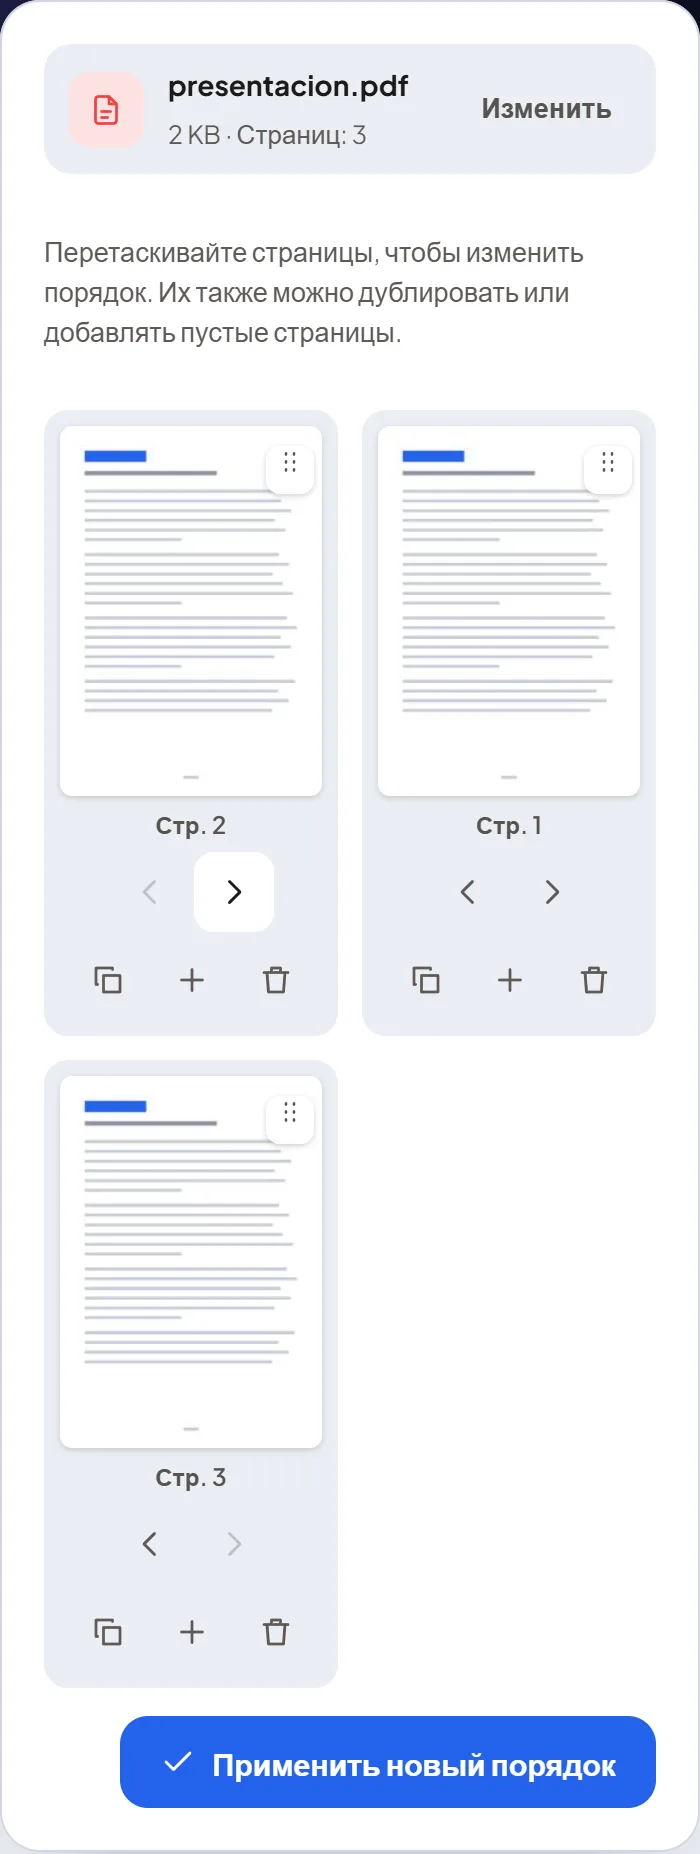 presentacion.pdf
2 KB · Страниц: 3
Изменить
Перетаскивайте страницы, чтобы изменить
порядок. Их также можно дублировать или
добавлять пустые страницы.
Стр. 2
Стр. 1
Стр. 3
Применить новый порядок